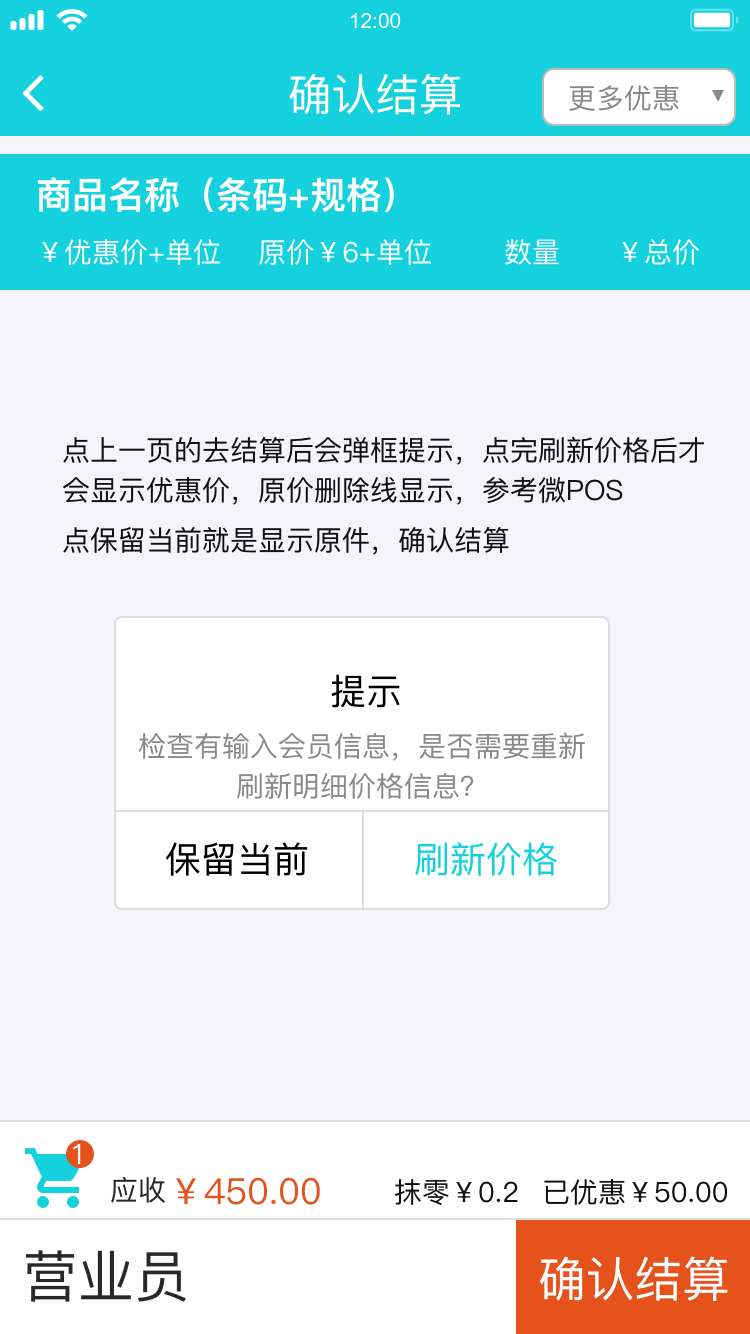 12:00
确认结算
更多优惠 ▼
商品名称（条码+规格）
￥优惠价+单位 原价￥6+单位 数量 ￥总价
点上一页的去结算后会弹框提示，点完刷新价格后才
会显示优惠价，原价删除线显示，参考微POS
点保留当前就是显示原件，确认结算
提示
检查有输入会员信息，是否需要重新
刷新明细价格信息?
保留当前 刷新价格
1
应收￥450.00 抹零￥0.2 已优惠￥50.00
营业员 确认结算